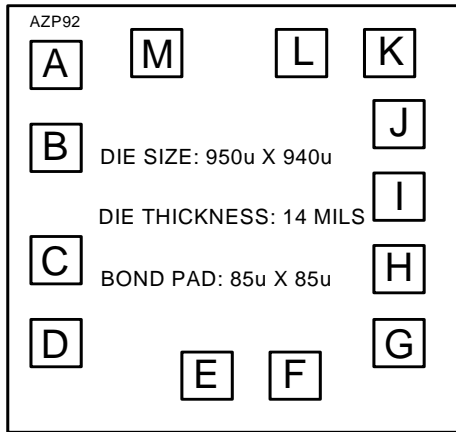 AZP92
A
M
L
K
J
B
DIE SIZE: 950u X 940u
I
DIE THICKNESS: 14 MILS
C
H
BOND PAD: 85u X 85u
D
G
E
F